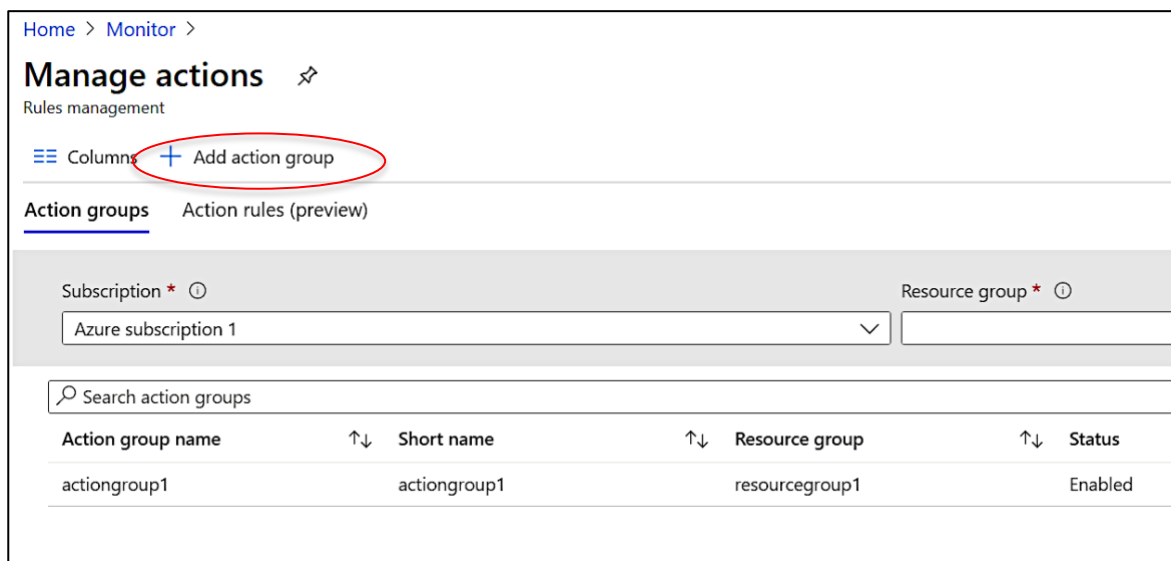 Home > Monitor >
Manage actions
Rules management
Columns + Add action group
Action groups Action rules (preview)
Subscription * Resource group *
Azure subscription 1
Search action groups
Action group name Short name Resource group Status
actiongroup1 actiongroup1 resourcegroup1 Enabled